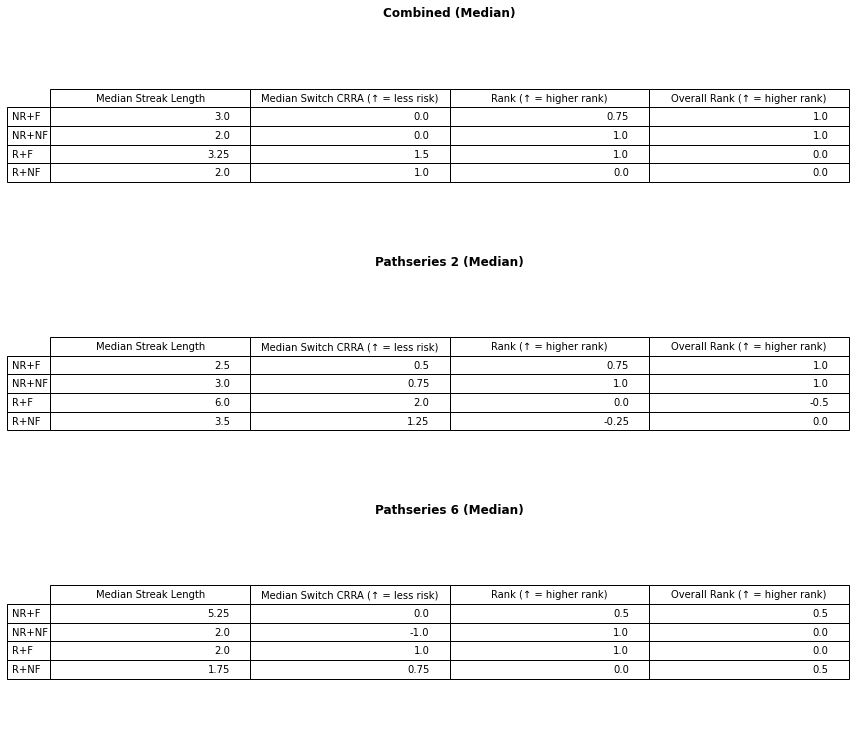 Combined (Median)
Median Streak Length Median Switch CRRA (↑ = less risk) Rank (↑ = higher rank) Overall Rank (↑ = higher rank)
NR+F 3.0 0.0 0.75 1.0
NR+NF 2.0 0.0 1.0 1.0
R+F 3.25 1.5 1.0 0.0
R+NF 2.0 1.0 0.0 0.0
Pathseries 2 (Median)
Median Streak Length Median Switch CRRA (↑ = less risk) Rank (↑ = higher rank) Overall Rank (↑ = higher rank)
NR+F 2.5 0.5 0.75 1.0
NR+NF 3.0 0.75 1.0 1.0
R+F 6.0 2.0 0.0 -0.5
R+NF 3.5 1.25 -0.25 0.0
Pathseries 6 (Median)
Median Streak Length Median Switch CRRA (↑ = less risk) Rank (↑ = higher rank) Overall Rank (↑ = higher rank)
NR+F 5.25 0.0 0.5 0.5
NR+NF 2.0 -1.0 1.0 0.0
R+F 2.0 1.0 1.0 0.0
R+NF 1.75 0.75 0.0 0.5